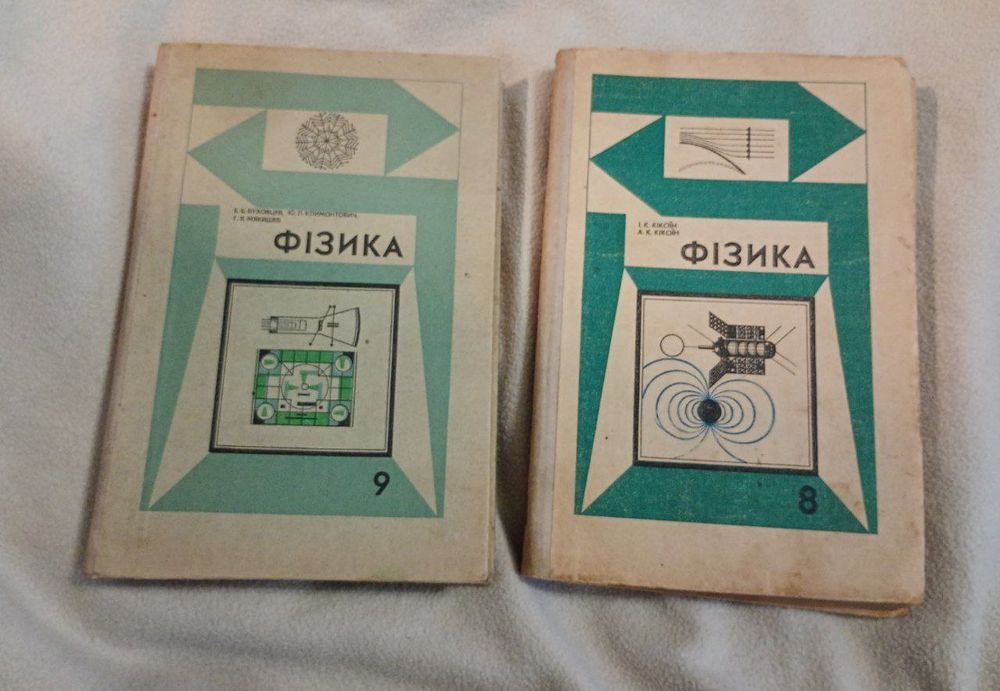 Б. Б. БУХОВЦЕВ, Ю. Л. КЛИМОНТОВИЧ,
Г. Я. МЯКИШЕВ
ФІЗИКА
9
І. К. КІКОЇН
А. К. КІКОЇН
ФІЗИКА
8